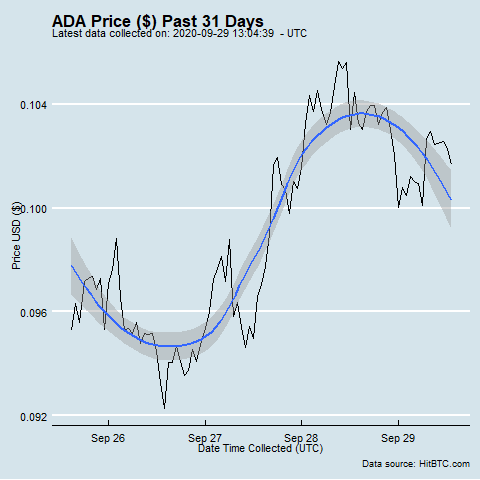 ADA Price ($) Past 31 Days
Latest data collected on: 2020-09-29 13:04:39  - UTC
0.104
0.100
0.096
0.092
Price USD ($)
Sep 26 Sep 27 Sep 28 Sep 29
Date Time Collected (UTC)
Data source: HitBTC.com